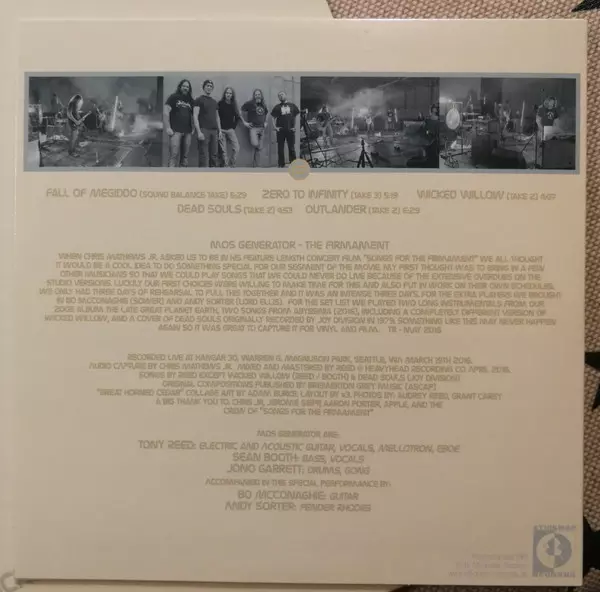 FALL OF MEGIDDO (SOUND BALANCE TAKE) 6:29 ZERO TO INFINITY (TAKE 3) 5:19 WICKED WILLOW (TAKE 2)
DEAD SOULS (TAKE 2) 4:53 OUTLANDER (TAKE 2) 6:29
MOS GENERATOR - THE FIRMAMENT
WHEN CHRIS MATHEWS JR. ASKED US TO BE IN HIS FEATURE LENGTH CONCERT FILM "SONGS FOR THE FIRMAMENT" WE ALL THOUGHT
IT WOULD BE A COOL IDEA TO DO SOMETHING SPECIAL FOR OUR SEGMENT OF THE MOVIE. MY FIRST THOUGHT WAS TO BRING IN A FEW
OTHER MUSICIANS SO THAT WE COULD PLAY SONGS THAT WE COULD NEVER DO LIVE BECAUSE OF THE EXTENSIVE OVERDUBS ON THE
STUDIO VERSIONS. LUCKILY OUR FIRST CHOICES WERE WILLING TO MAKE TIME FOR THIS AND ALSO PUT IN WORK ON THEIR OWN SCHEDULES.
WE ONLY HAD THREE DAYS OF REHEARSAL TO PULL THIS TOGETHER AND IT WAS AN INTENSE THREE DAYS. FOR THE EXTRA PLAYERS WE BROUGHT
IN BO MCCONAGHIE (SOWER) AND ANDY SORTER (LORD ELLIS). FOR THE SET LIST WE PLAYED TWO LONG INSTRUMENTALS FROM OUR
ALBUM THE LATE GREAT PLANET EARTH, TWO SONGS FROM ABYSSINIA (2016), INCLUDING A COMPLETELY DIFFERENT VERSION OF
WICKED WILLOW, AND A COVER OF DEAD SOULS (ORIGINALLY RECORDED BY JOY DIVISION IN SOMETHING LIKE THIS MAY NEVER HAPPEN
AGAIN SO IT WAS GREAT TO CAPTURE IT FOR VINYL AND FILM. TR - MAY 2016
RECORDED LIVE AT HANGAR 30, WARREN G. MAGNUSON PARK, SEATTLE, WA (MARCH 2016.
AUDIO CAPTURE BY CHRIS MATHEWS JR. MIXED AND MASTERED BY REED @ HEAVYHEAD RECORDING CO. APRIL 2016.
SONGS BY REED EXCEPT WICKED WILLOW (REED / BOOTH) & DEAD SOULS (JOY DIVISION)
ORIGINAL COMPOSITIONS PUBLISHED BY GREY MUSIC (ASCAP)
"GREAT HORNED CEDAR" COLLAGE ART BY ADAM BURKE. LAYOUT BY PHOTOS BY: AUDREY REED, GRANT CAREY
A BIG THANK YOU TO: CHRIS JR, JEROME AARON PORTER, APPLE, AND THE
CREW OF "SONGS FOR THE FIRMAMENT"
MOS GENERATOR ARE:
TONY REED: ELECTRIC AND ACOUSTIC GUITAR, VOCALS, MELLOTRON, OBOE
SEAN BOOTH: BASS, VOCALS
JONO GARRETT: DRUMS, GONG
ACCOMPANIED IN THIS SPECIAL PERFORMANCE BY:
BO MCCONAGHIE: GUITAR
ANDY SORTER: FENDER RHODES